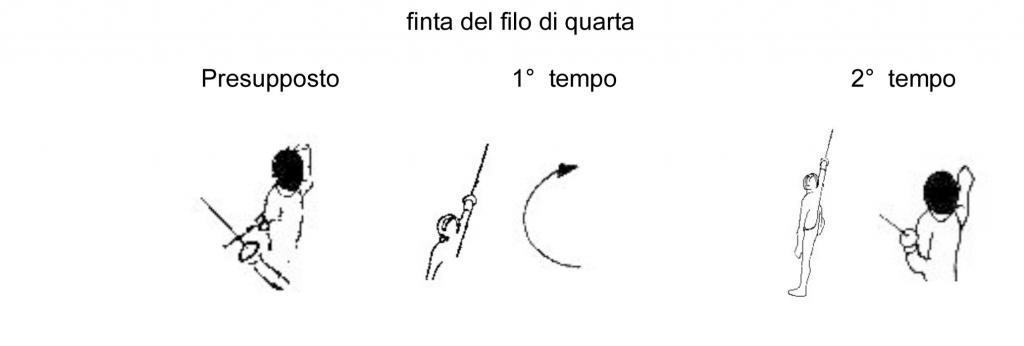 finta del filo di quarta
Presupposto 1° tempo 2° tempo